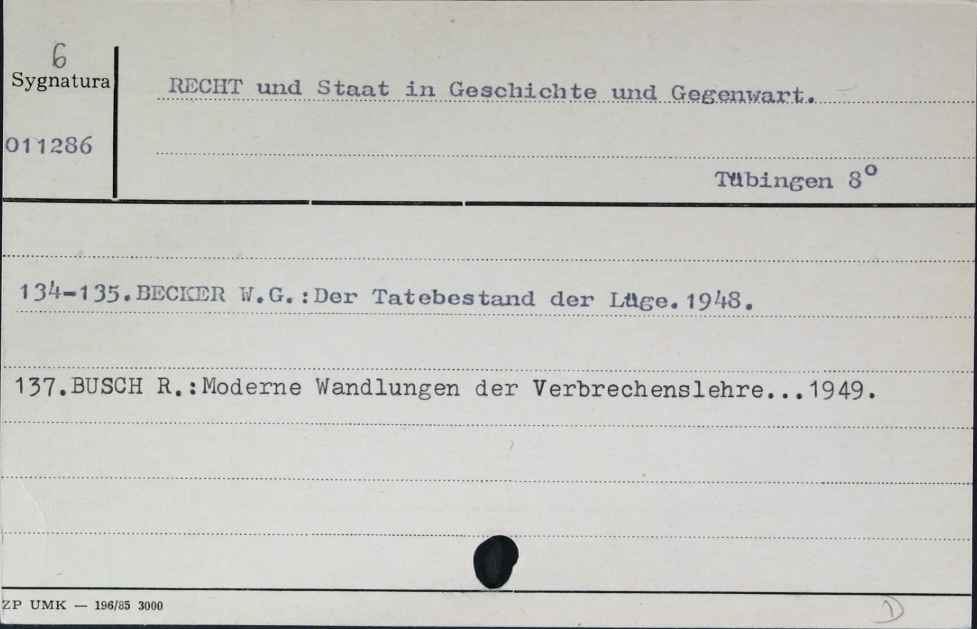 6
Sygnatura
RECHT und Staat in Geschichte und Gegenwart.
011286
Tübingen 8°
134-135.BECKER W.G.:Der Tatebestand der Lüge.1948.
137.BUSCH R.:Moderne Wandlungen der Verbrechenslehre...1949.
ZP UMK — 196/85 3000
D